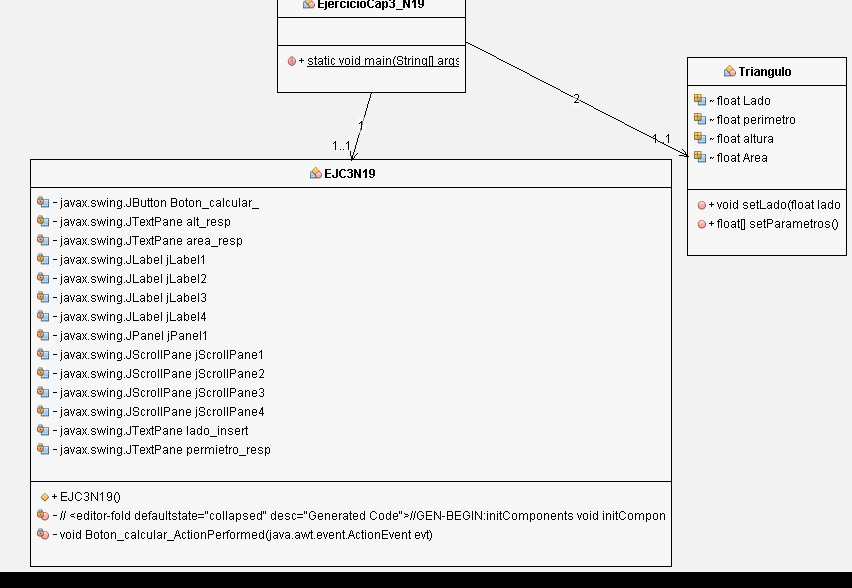 EjercicioCap3_N19
+ static void main(String[] args
1
1..1
2
1..1
Triangulo
~ float Lado
~ float perimetro
~ float altura
~ float Area
+ void setLado(float lado
+ float[] setParametros()
EJC3N19
- javax.swing.JButton Boton_calcular_
- javax.swing.JTextPane alt_resp
- javax.swing.JTextPane area_resp
- javax.swing.JLabel jLabel1
- javax.swing.JLabel jLabel2
- javax.swing.JLabel jLabel3
- javax.swing.JLabel jLabel4
- javax.swing.JPanel jPanel1
- javax.swing.JScrollPane jScrollPane1
- javax.swing.JScrollPane jScrollPane2
- javax.swing.JScrollPane jScrollPane3
- javax.swing.JScrollPane jScrollPane4
- javax.swing.JTextPane lado_insert
- javax.swing.JTextPane permietro_resp
+ EJC3N19()
- // <editor-fold defaultstate="collapsed" desc="Generated Code">//GEN-BEGIN:initComponents void initCompon
- void Boton_calcular_ActionPerformed(java.awt.event.ActionEvent evt)